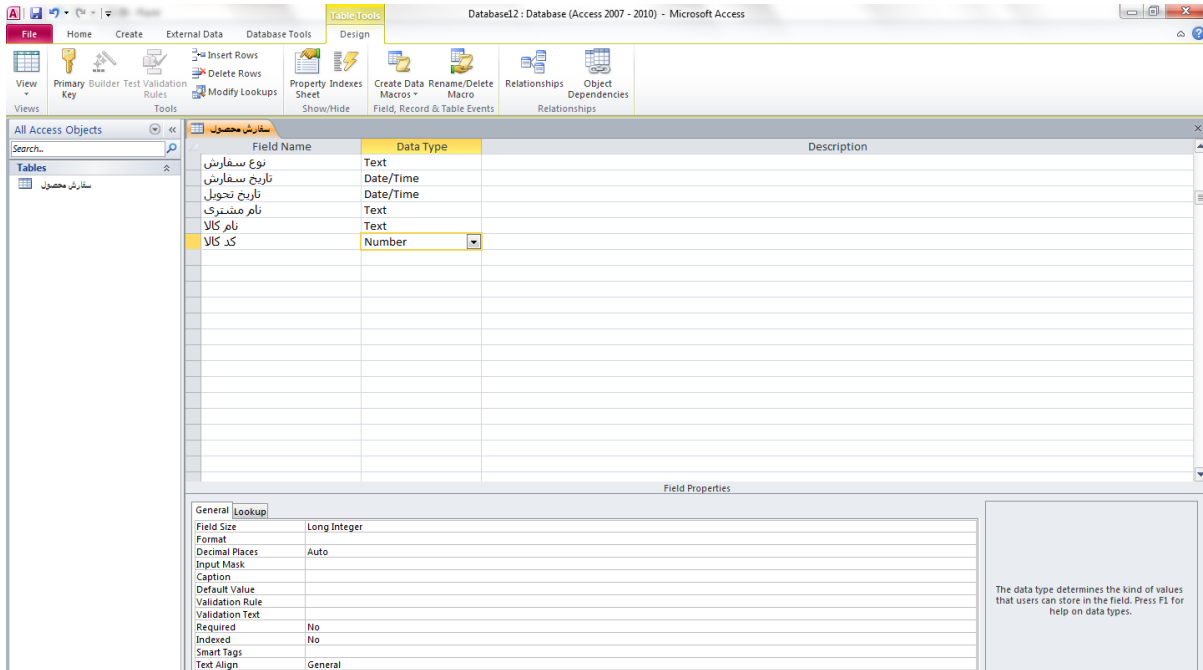 Table Tools
Database12 : Database (Access 2007 - 2010) - Microsoft Access
File Home Create External Data Database Tools Design
View
Views
Primary Key
Builder
Test Validation Rules
Insert Rows
Delete Rows
Modify Lookups
Tools
Property Sheet
Indexes
Show/Hide
Create Data Macros
Rename/Delete Macro
Field, Record & Table Events
Relationships
Object Dependencies
Relationships
All Access Objects
Search...
Tables
سفارش محصول
سفارش محصول
Field Name Data Type Description
نوع سفارش Text
تاریخ سفارش Date/Time
تاریخ تحویل Date/Time
نام مشتری Text
نام کالا Text
کد کالا Number
Field Properties
General Lookup
Field Size Long Integer
Format
Decimal Places Auto
Input Mask
Caption
Default Value
Validation Rule
Validation Text
Required No
Indexed No
Smart Tags
Text Align General
The data type determines the kind of values
that users can store in the field. Press F1 for
help on data types.